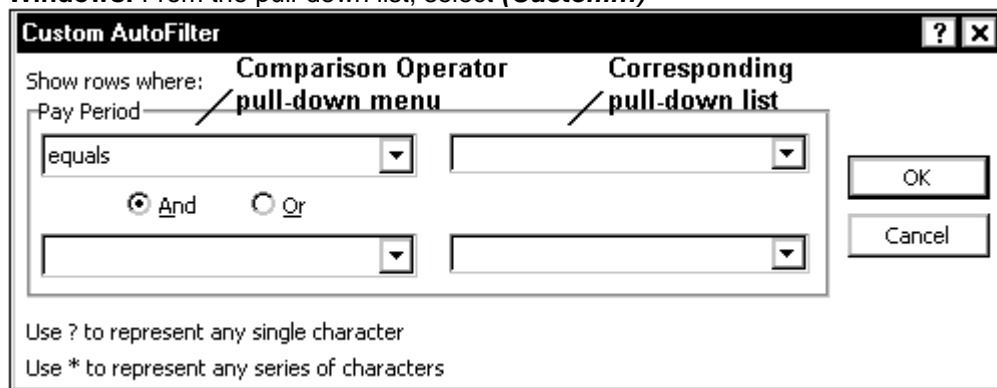 Windows: From the pull-down list, select (Custom...)
Custom AutoFilter
? X
Show rows where:
Comparison Operator
pull-down menu
Corresponding
pull-down list
Pay Period
equals
And Or
OK
Cancel
Use ? to represent any single character
Use * to represent any series of characters